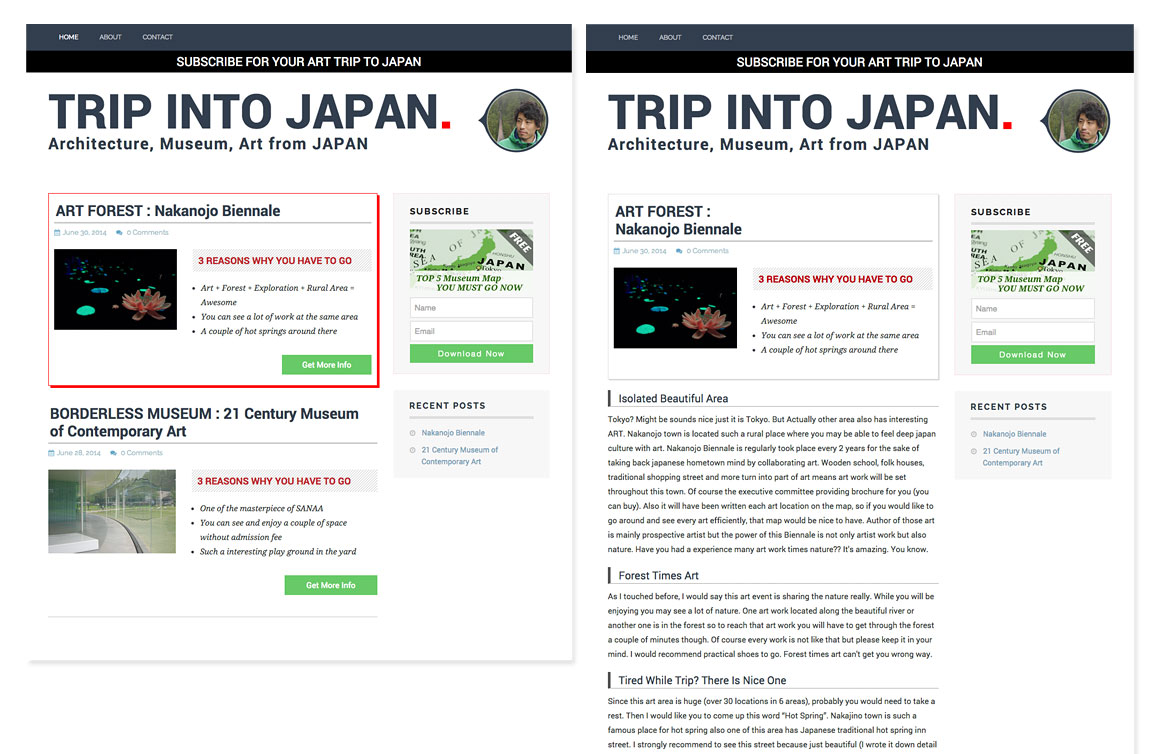 HOME ABOUT CONTACT
SUBSCRIBE FOR YOUR ART TRIP TO JAPAN
TRIP INTO JAPAN.
Architecture, Museum, Art from JAPAN
ART FOREST : Nakanojo Biennale
June 30, 2014 0 Comments
3 REASONS WHY YOU HAVE TO GO
Art + Forest + Exploration + Rural Area =
Awesome
You can see a lot of work at the same area
A couple of hot springs around there
Get More Info
BORDERLESS MUSEUM : 21 Century Museum
of Contemporary Art
June 28, 2014 0 Comments
3 REASONS WHY YOU HAVE TO GO
One of the masterpiece of SANAA
You can see and enjoy a couple of space
without admission fee
Such a interesting play ground in the yard
Get More Info
SUBSCRIBE
FREE
SEA OF J
HONSHU
JAPAN
Tokyo
TOP 5 Museum Map
YOU MUST GO NOW
Name
Email
Download Now
RECENT POSTS
Nakanojo Biennale
21 Century Museum of
Contemporary Art
HOME ABOUT CONTACT
SUBSCRIBE FOR YOUR ART TRIP TO JAPAN
TRIP INTO JAPAN.
Architecture, Museum, Art from JAPAN
ART FOREST :
Nakanojo Biennale
June 30, 2014 0 Comments
3 REASONS WHY YOU HAVE TO GO
Art + Forest + Exploration + Rural Area =
Awesome
You can see a lot of work at the same area
A couple of hot springs around there
Isolated Beautiful Area
Tokyo? Might be sounds nice just it is Tokyo. But Actually other area also has interesting
ART. Nakanojo town is located such a rural place where you may be able to feel deep japan
culture with art. Nakanojo Biennale is regularly took place every 2 years for the sake of
taking back japanese hometown mind by collaborating art. Wooden school, folk houses,
traditional shopping street and more turn into part of art means art work will be set
throughout this town. Of course the executive committee providing brochure for you (you
can buy). Also it will have been written each art location on the map, so if you would like to
go around and see every art efficiently, that map would be nice to have. Author of those art
is mainly prospective artist but the power of this Biennale is not only artist work but also
nature. Have you had a experience many art work times nature?? It's amazing. You know.
Forest Times Art
As I touched before, I would say this art event is sharing the nature really. While you will be
enjoying you may see a lot of nature. One art work located along the beautiful river or
another one is in the forest so to reach that art work you will have to get through the forest
a couple of minutes though. Of course every work is not like that but please keep it in your
mind. I would recommend practical shoes to go. Forest times art can't get you wrong way.
Tired While Trip? There Is Nice One
Since this art area is huge (over 30 locations in 6 areas), probably you would need to take a
rest. Then I would like you to come up this word "Hot Spring". Nakajino town is such a
famous place for hot spring also one of this area has Japanese traditional hot spring inn
street. I strongly recommend to see this street because just beautiful (I wrote it down detail
SUBSCRIBE
FREE
SEA OF J
HONSHU
JAPAN
Tokyo
TOP 5 Museum Map
YOU MUST GO NOW
Name
Email
Download Now
RECENT POSTS
Nakanojo Biennale
21 Century Museum of
Contemporary Art